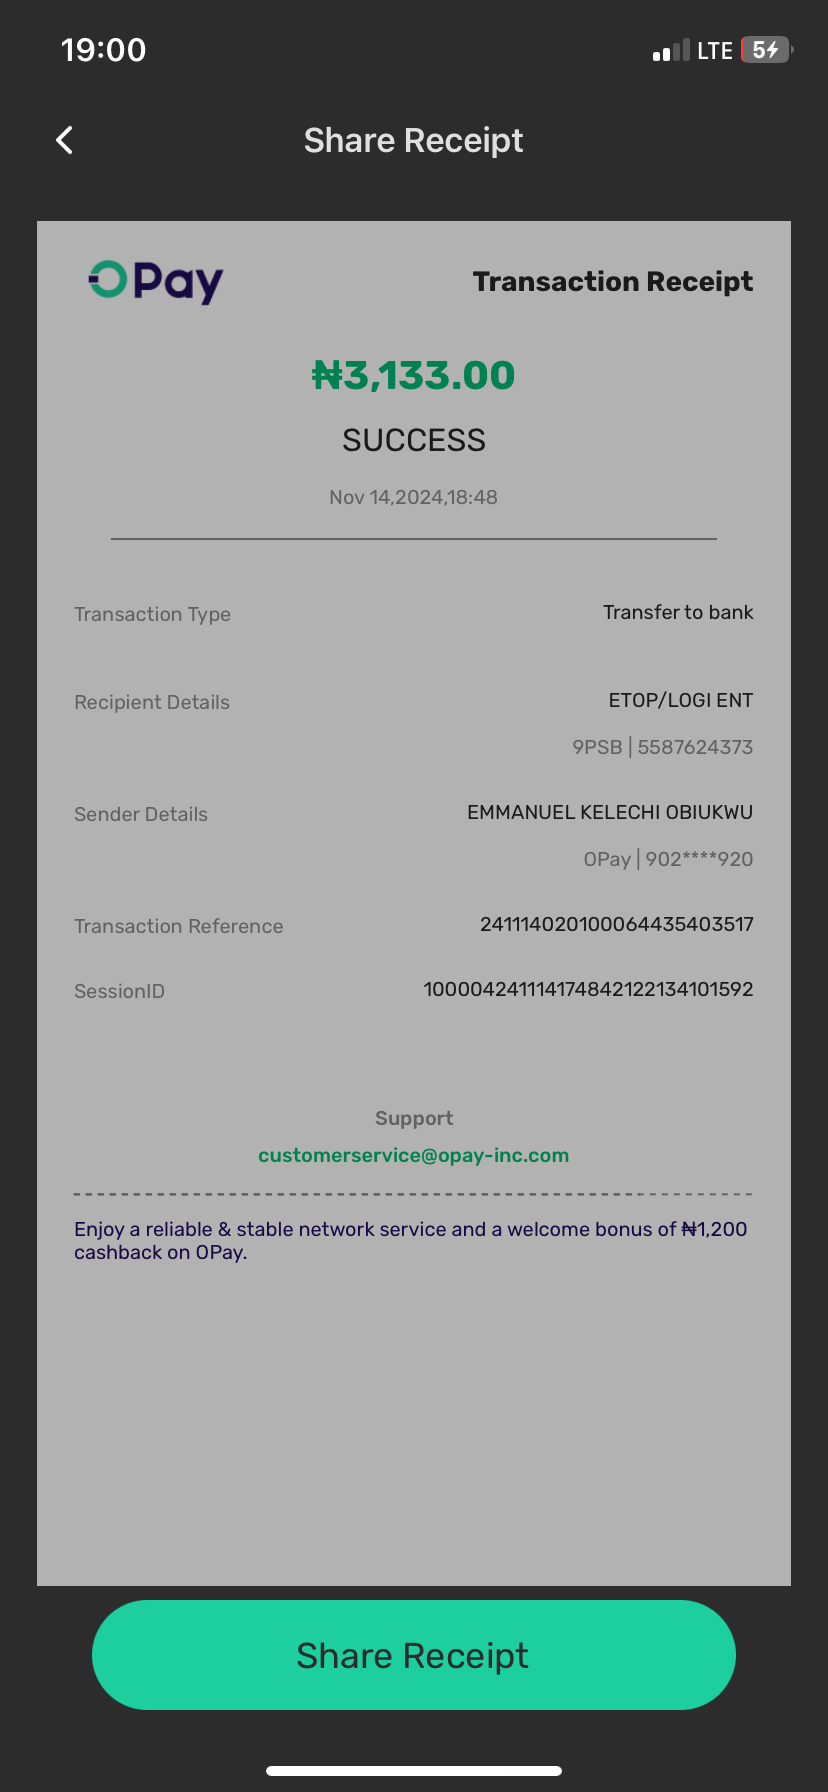 19:00 LTE 5
Share Receipt
OPay Transaction Receipt
₦3,133.00
SUCCESS
Nov 14,2024,18:48
Transaction Type Transfer to bank
Recipient Details ETOP/LOGI ENT
9PSB | 5587624373
Sender Details EMMANUEL KELECHI OBIUKWU
OPay | 902****920
Transaction Reference 241114020100064435403517
SessionID 100004241114174842122134101592
Support
customerservice@opay-inc.com
Enjoy a reliable & stable network service and a welcome bonus of ₦1,200
cashback on OPay.
Share Receipt